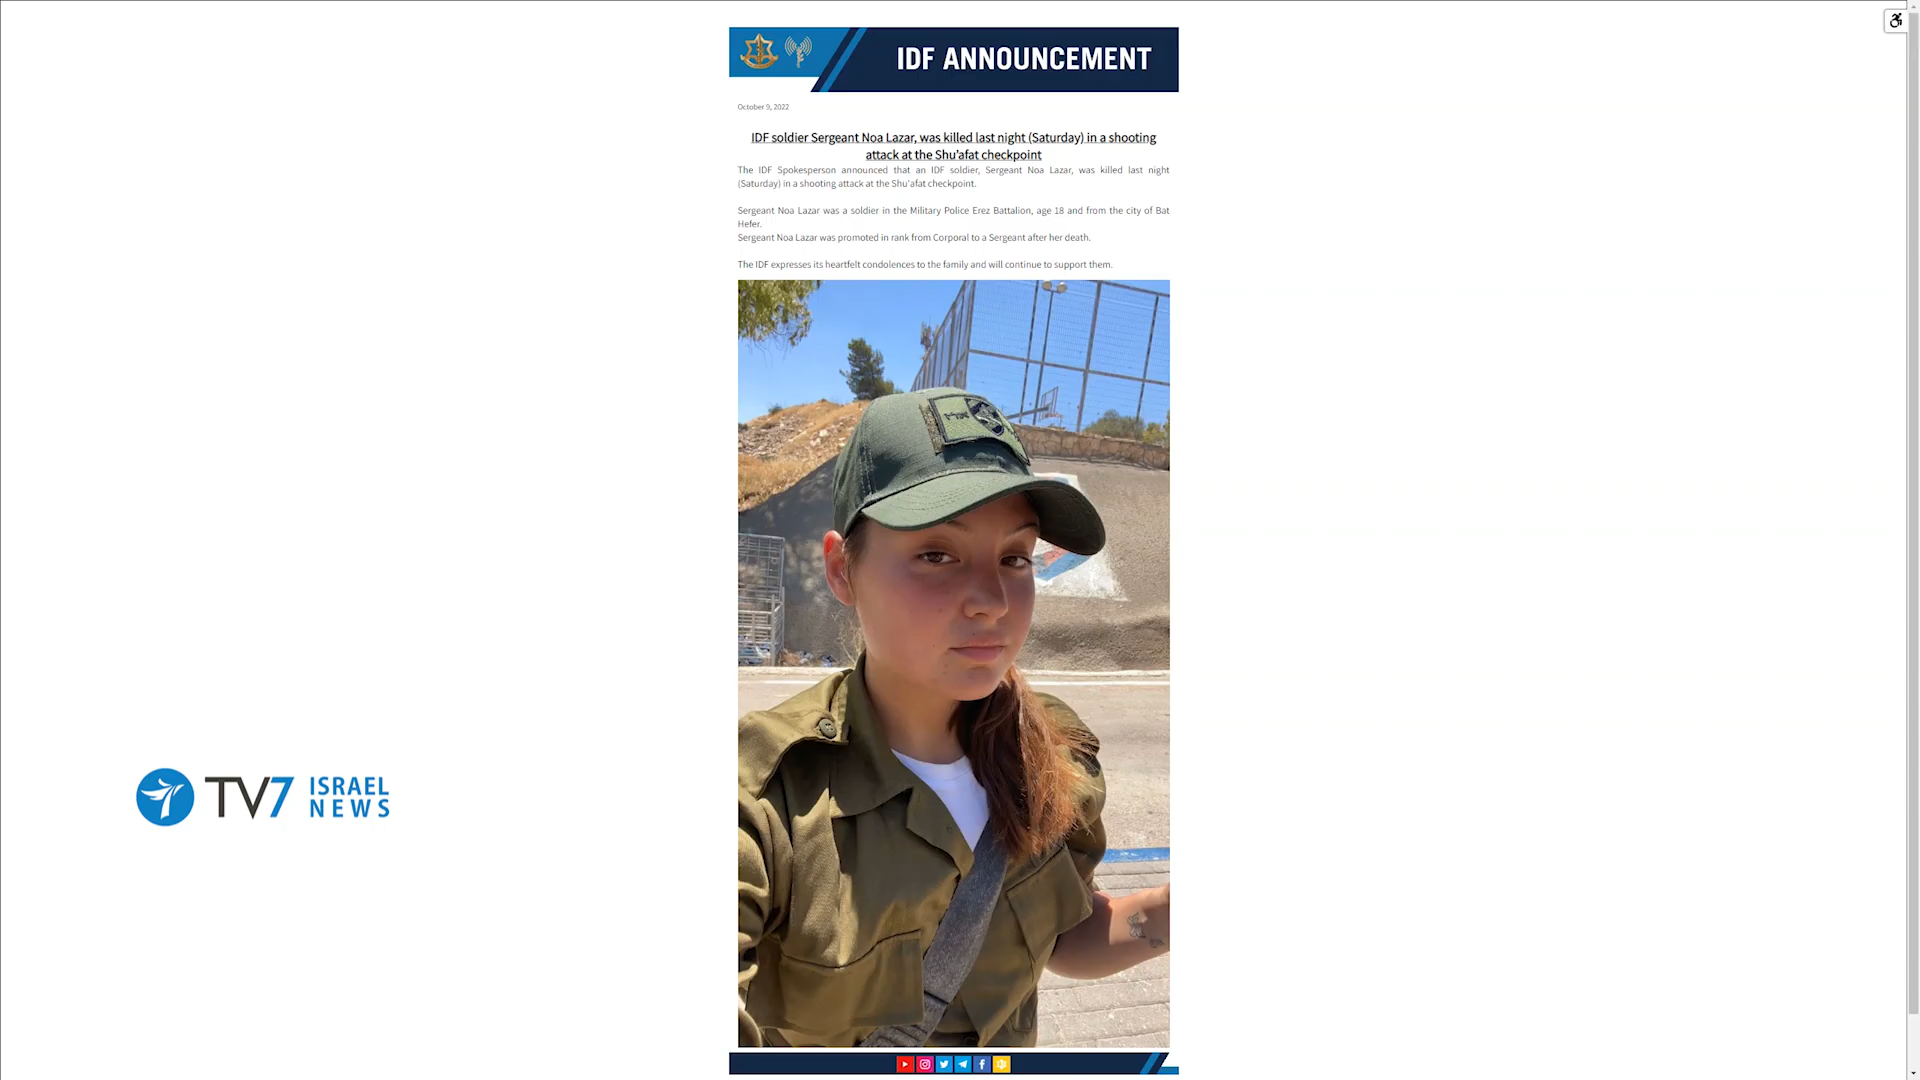 IDF ANNOUNCEMENT
October 9, 2022
IDF soldier Sergeant Noa Lazar, was killed last night (Saturday) in a shooting
attack at the Shu'afat checkpoint
The IDF Spokesperson announced that an IDF soldier, Sergeant Noa Lazar, was killed last night
(Saturday) in a shooting attack at the Shu'afat checkpoint.
Sergeant Noa Lazar was a soldier in the Military Police Erez Battalion, age 18 and from the city of Bat
Hefer.
Sergeant Noa Lazar was promoted in rank from Corporal to a Sergeant after her death.
The IDF expresses its heartfelt condolences to the family and will continue to support them.
TV7 ISRAEL
NEWS